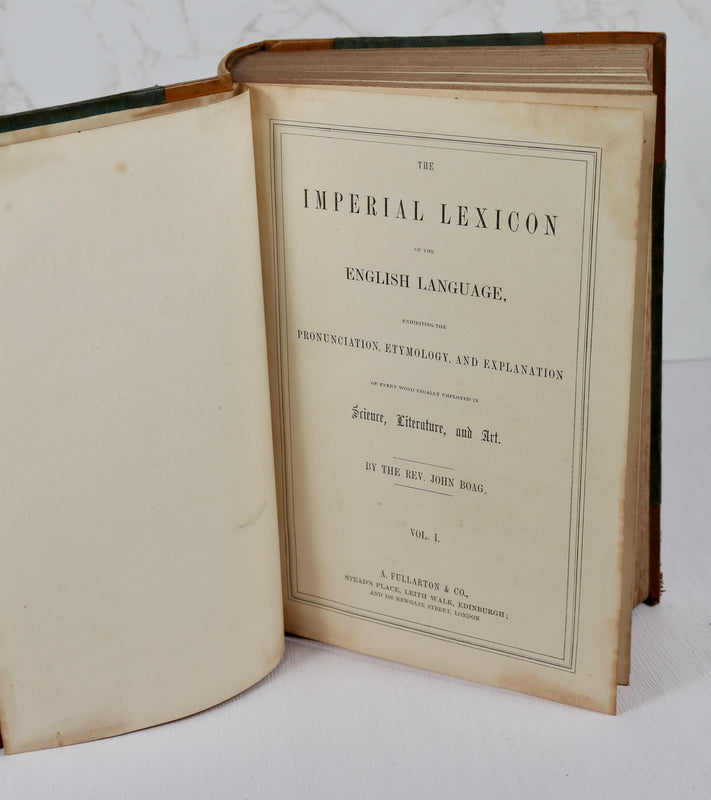 THE
IMPERIAL LEXICON
OF THE
ENGLISH LANGUAGE,
EXHIBITING THE
PRONUNCIATION, ETYMOLOGY, AND EXPLANATION
OF EVERY WORD USUALLY EMPLOYED IN
Science, Literature, and Art.
BY THE REV. JOHN BOAG.
VOL. I.
A. FULLARTON & CO.,
STEAD'S PLACE, LEITH WALK, EDINBURGH;
AND 106 NEWGATE STREET, LONDON.